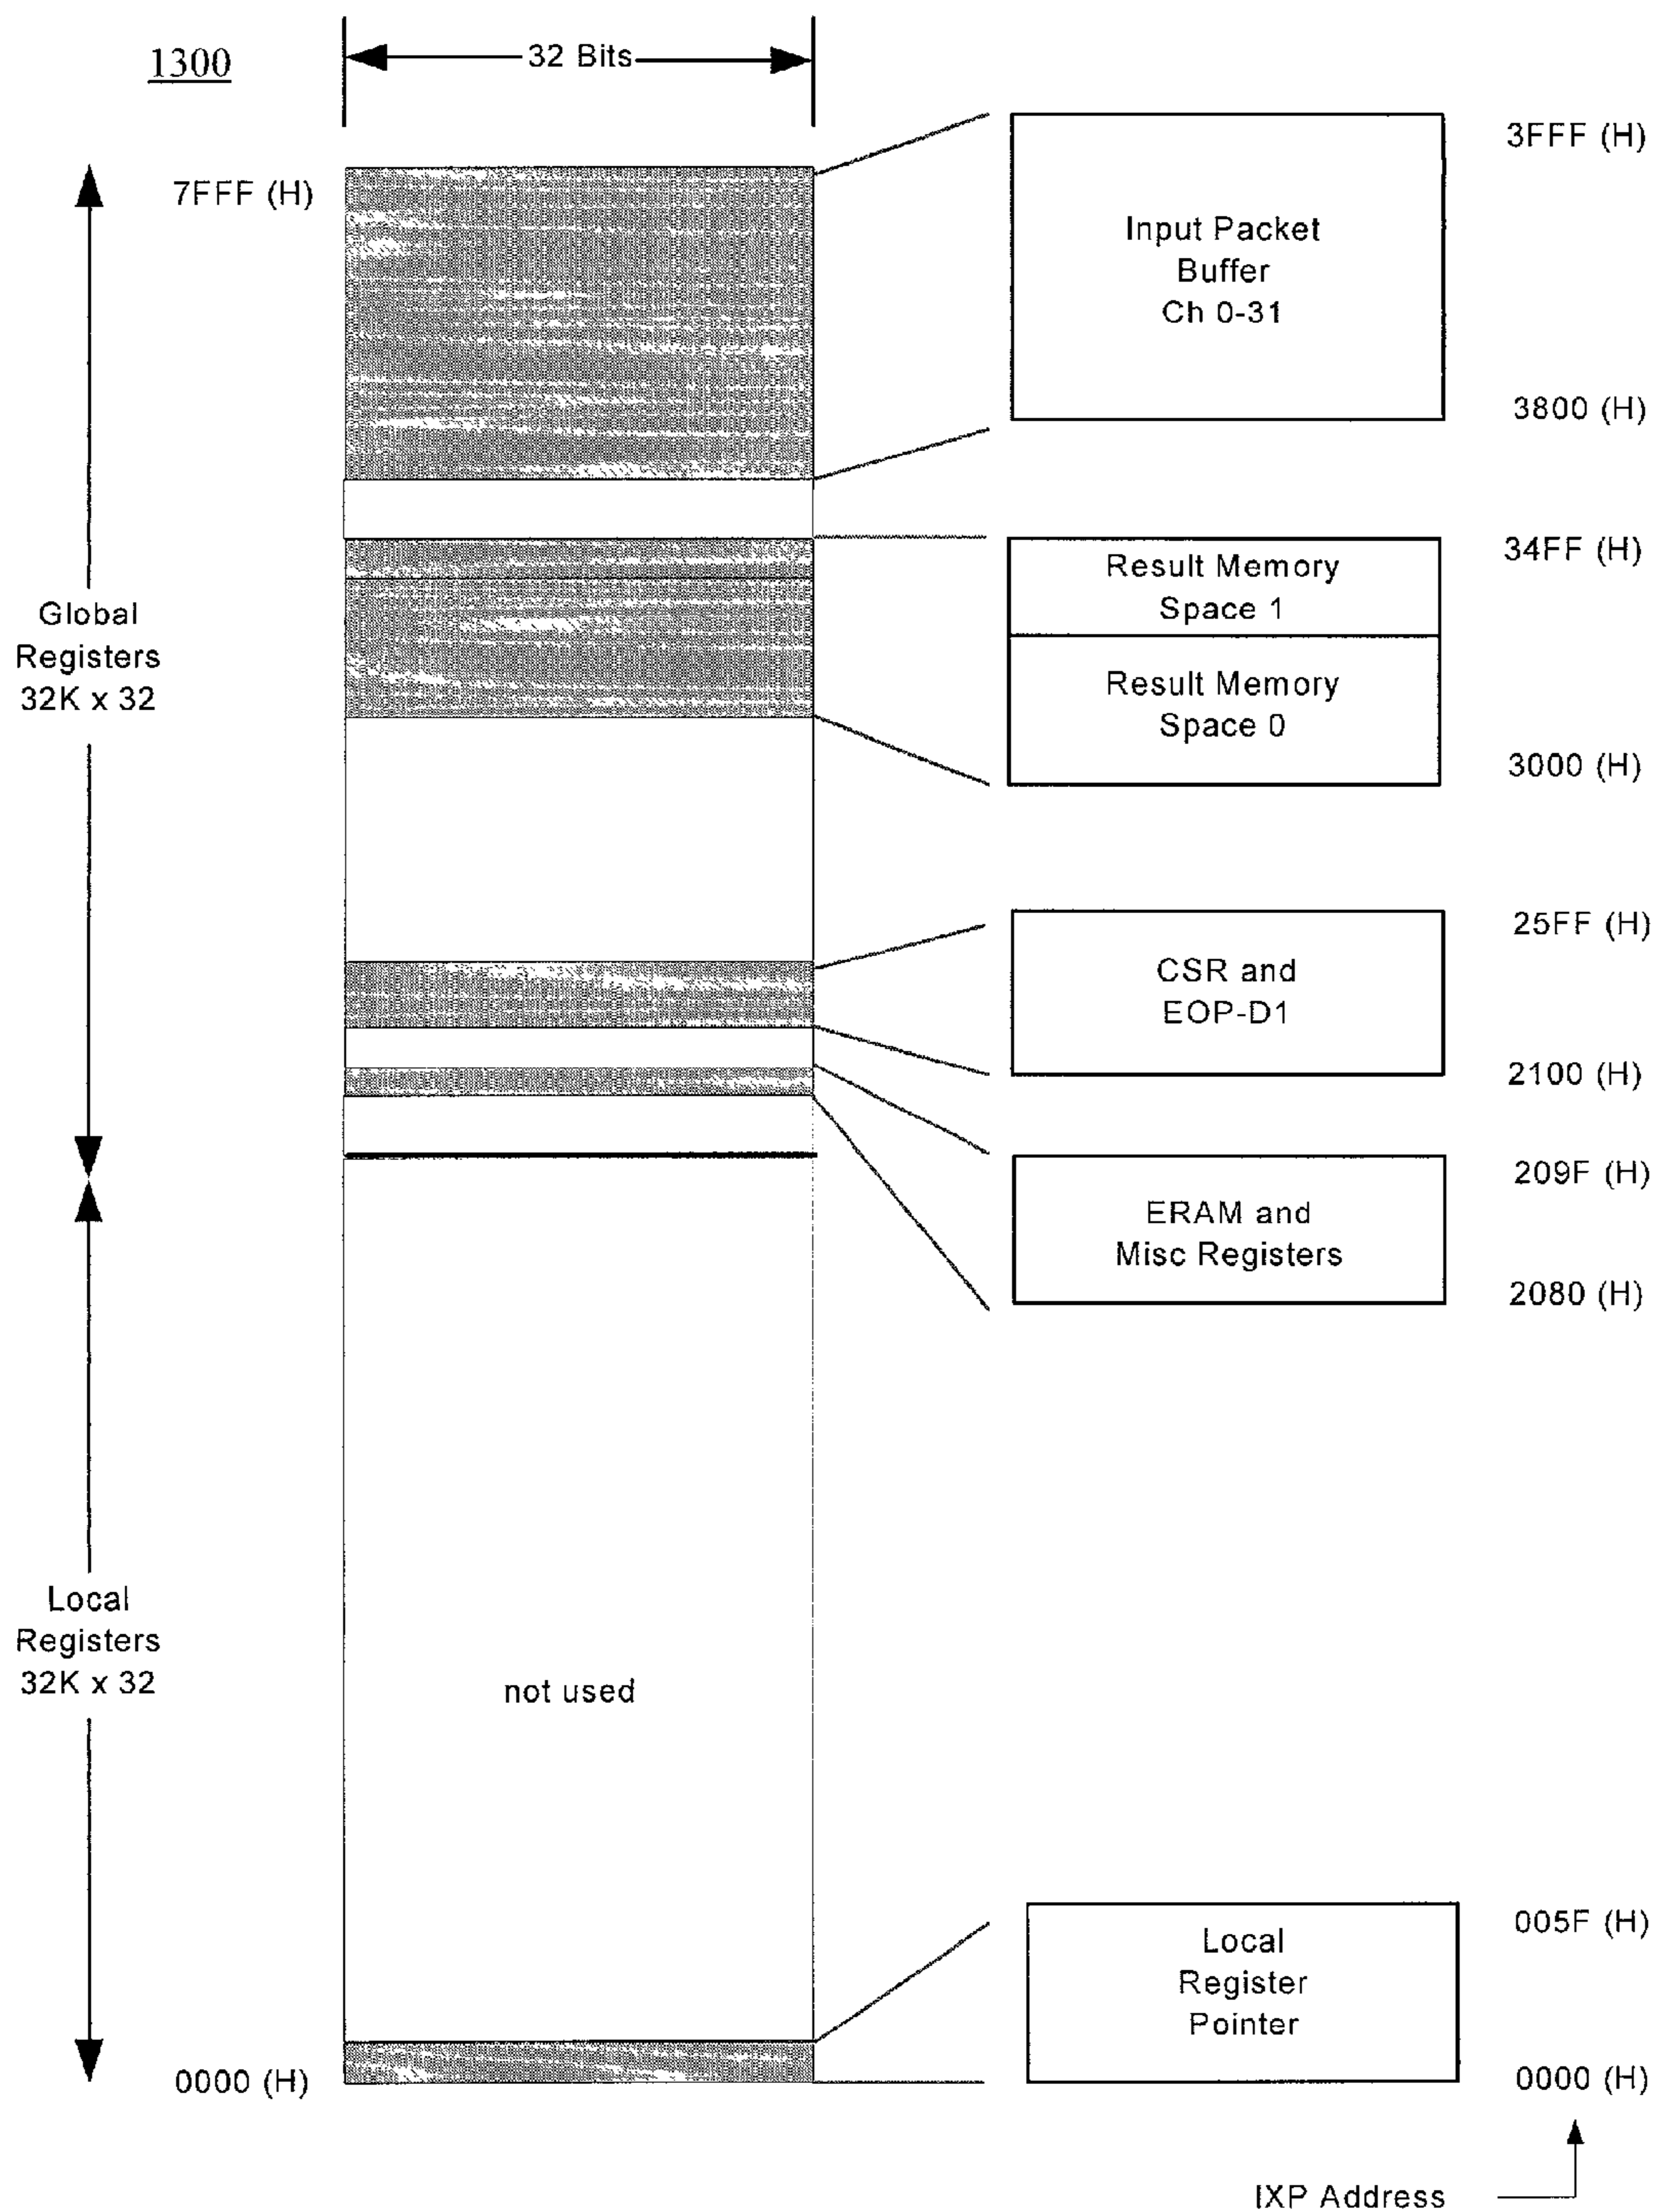 1300
32 Bits
7FFF (H)
3FFF (H)
Input Packet
Buffer
Ch 0-31
3800 (H)
34FF (H)
Result Memory
Space 1
Global
Registers
32K x 32
Result Memory
Space 0
3000 (H)
25FF (H)
CSR and
EOP-D1
2100 (H)
209F (H)
ERAM and
Misc Registers
2080 (H)
Local
Registers
32K x 32
not used
005F (H)
Local
Register
Pointer
0000 (H)
0000 (H)
IXP Address